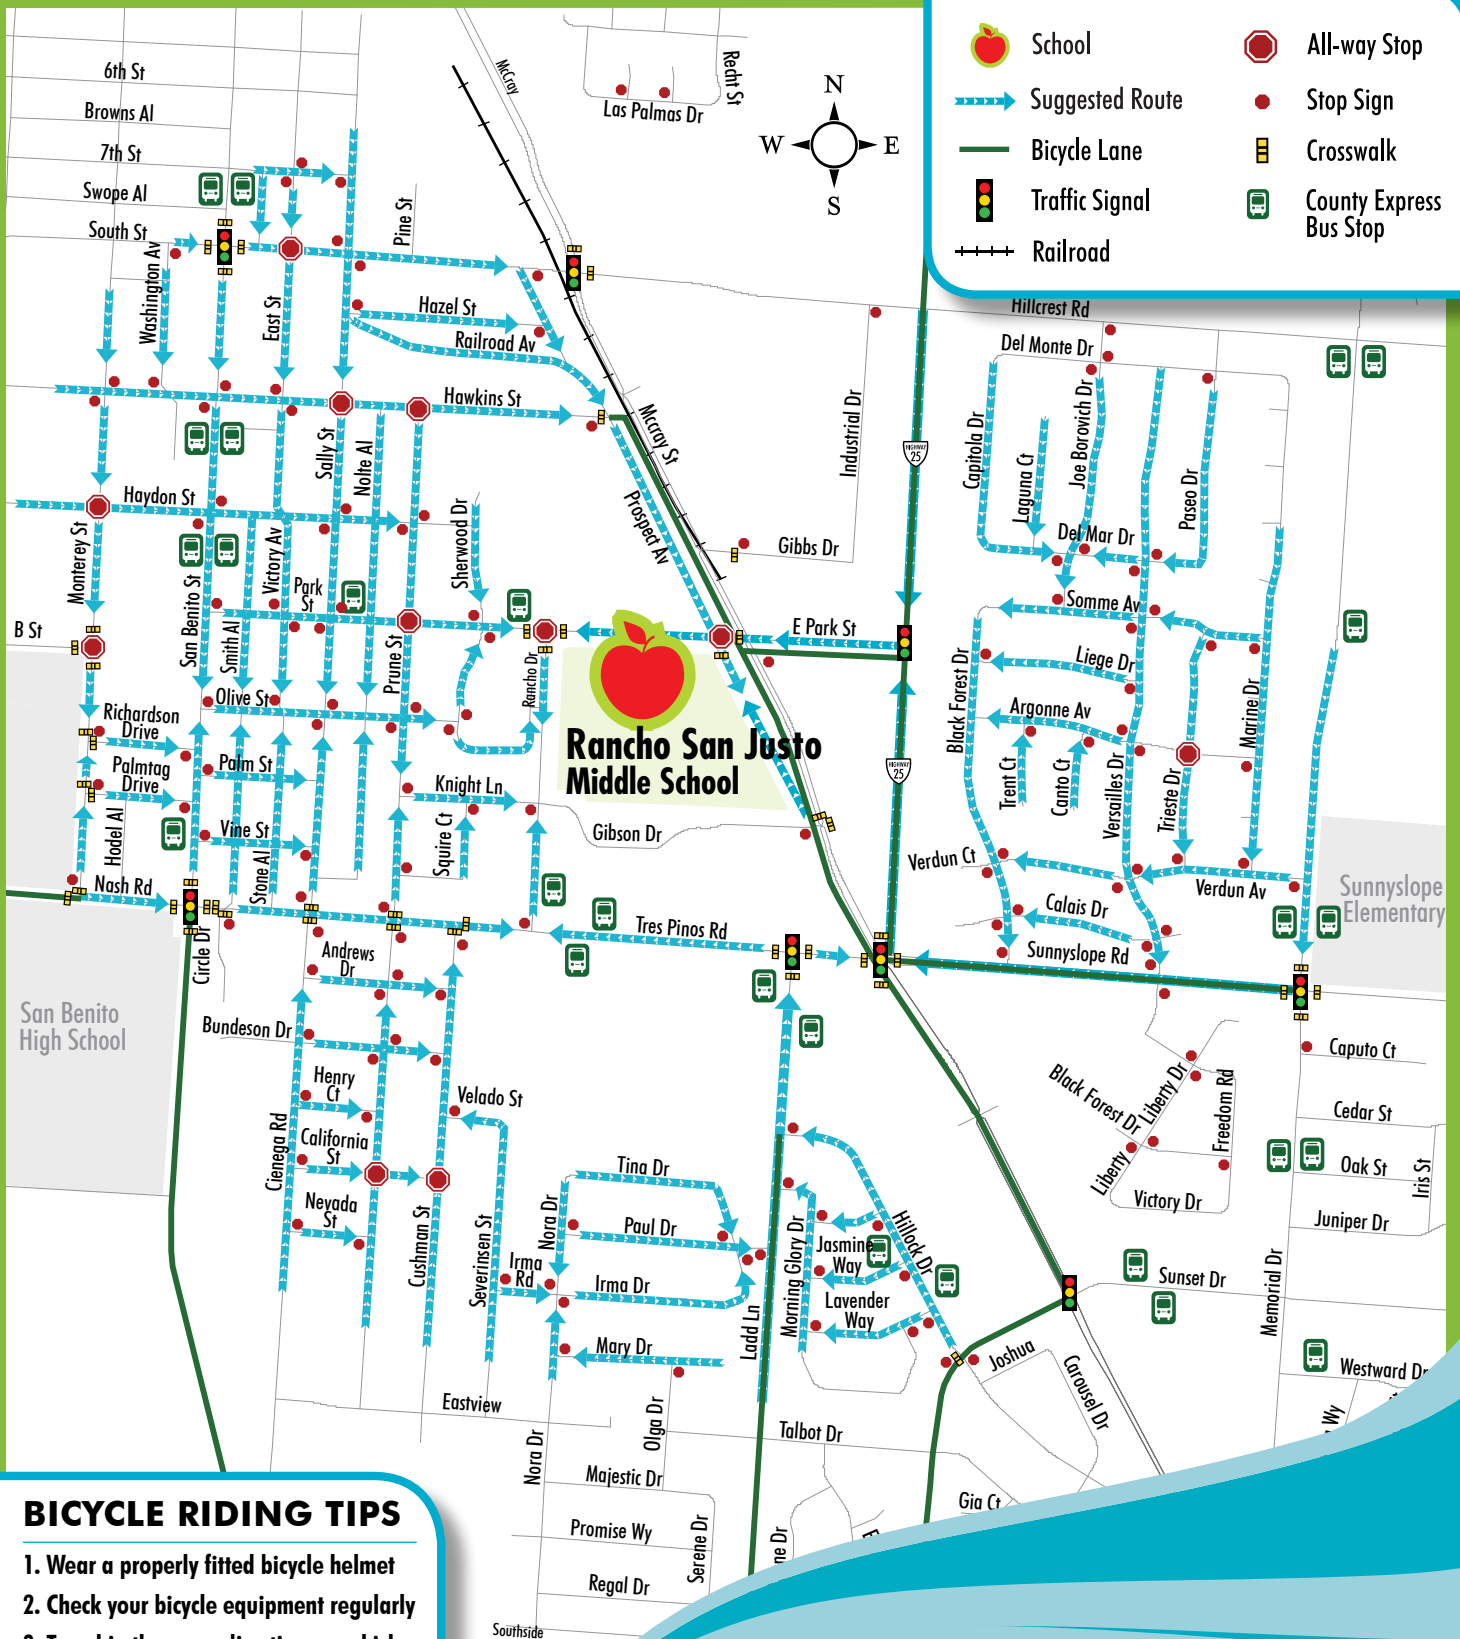 School
All-way Stop
Suggested Route
Stop Sign
Bicycle Lane
Crosswalk
Traffic Signal
County Express
Bus Stop
Railroad
N
W
E
S
6th St
Browns Al
7th St
Swope Al
South St
Washington Av
East St
Pine St
McCray
Recht St
Las Palmas Dr
Hazel St
Railroad Av
Hawkins St
Mccray St
Hillcrest Rd
Del Monte Dr
Industrial Dr
HIGHWAY
25
Capitola Dr
Laguna Ct
Joe Borovich Dr
Paseo Dr
Del Mar Dr
Sally St
Nolte Al
Haydon St
Monterey St
San Benito St
Smith Al
Victory Av
Park
St
Prune St
Sherwood Dr
Prospect Av
Gibbs Dr
B St
E Park St
Rancho Dr
Somme Av
Liege Dr
Argonne Av
Black Forest Dr
Trent Ct
Canto Ct
Versailles Dr
Trieste Dr
Marine Dr
Olive St
Richardson
Drive
Palmtag
Drive
Palm St
Hodel Al
Vine St
Stone Al
Nash Rd
Rancho San Justo
Middle School
Knight Ln
Squire Ct
Gibson Dr
HIGHWAY
25
Verdun Ct
Verdun Av
Calais Dr
Sunnyslope Rd
Sunnyslope
Elementary
Tres Pinos Rd
Circle Dr
San Benito
High School
Andrews
Dr
Bundeson Dr
Henry
Ct
California
St
Nevada
St
Cienega Rd
Cushman St
Velado St
Severinsen St
Irma
Rd
Nora Dr
Tina Dr
Paul Dr
Irma Dr
Mary Dr
Ladd Ln
Morning Glory Dr
Jasmine
Way
Lavender
Way
Hillock Dr
Caputo Ct
Black Forest Dr
Liberty Dr
Liberty
Freedom Rd
Victory Dr
Cedar St
Oak St
Iris St
Juniper Dr
Sunset Dr
Memorial Dr
Westward Dr
Wy
Joshua
Carousel Dr
Eastview
Nora Dr
Olga Dr
Talbot Dr
Majestic Dr
Promise Wy
Serene Dr
Regal Dr
Southside
ne Dr
Gia Ct
BICYCLE RIDING TIPS
1. Wear a properly fitted bicycle helmet
2. Check your bicycle equipment regularly